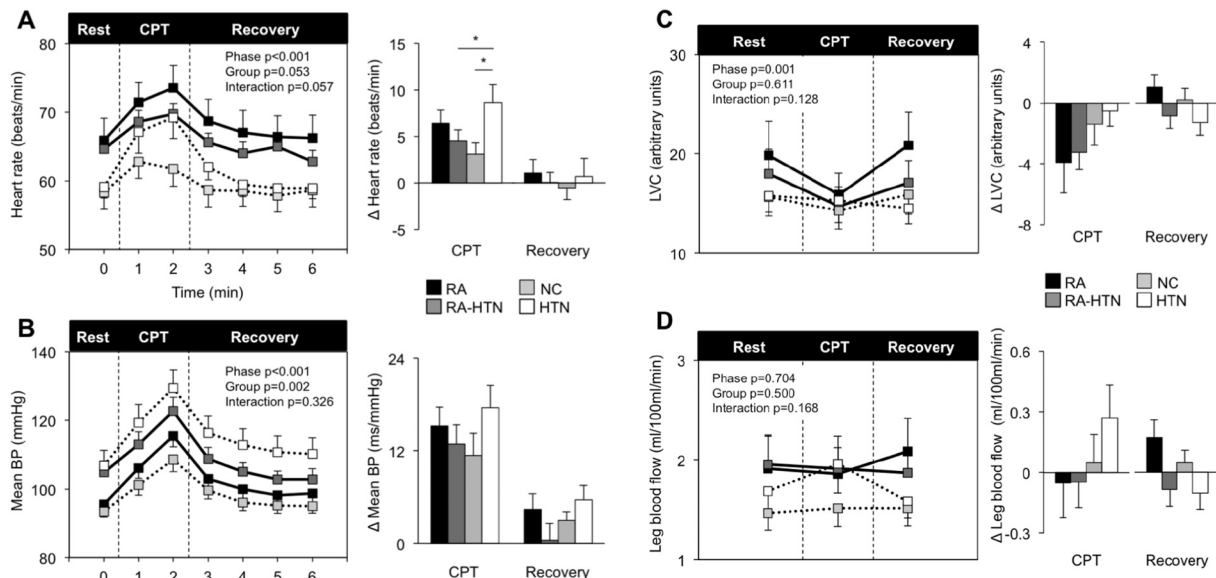 A
Rest CPT Recovery
80
70
60
50
Heart rate (beats/min)
Phase p<0.001
Group p=0.053
Interaction p=0.057
0 1 2 3 4 5 6
Time (min)
15
10
5
0
-5
Δ Heart rate (beats/min)
*
*
CPT Recovery
RA NC
RA-HTN HTN
B
Rest CPT Recovery
140
120
100
80
Mean BP (mmHg)
Phase p<0.001
Group p=0.002
Interaction p=0.326
0 1 2 3 4 5 6
24
12
0
Δ Mean BP (ms/mmHg)
CPT Recovery
C
Rest CPT Recovery
30
20
10
LVC (arbitrary units)
Phase p=0.001
Group p=0.611
Interaction p=0.128
4
0
-4
-8
Δ LVC (arbitrary units)
CPT Recovery
RA NC
RA-HTN HTN
D
Rest CPT Recovery
3
2
1
Leg blood flow (ml/100ml/min)
Phase p=0.704
Group p=0.500
Interaction p=0.168
0.6
0.3
0
-0.3
Δ Leg blood flow (ml/100ml/min)
CPT Recovery